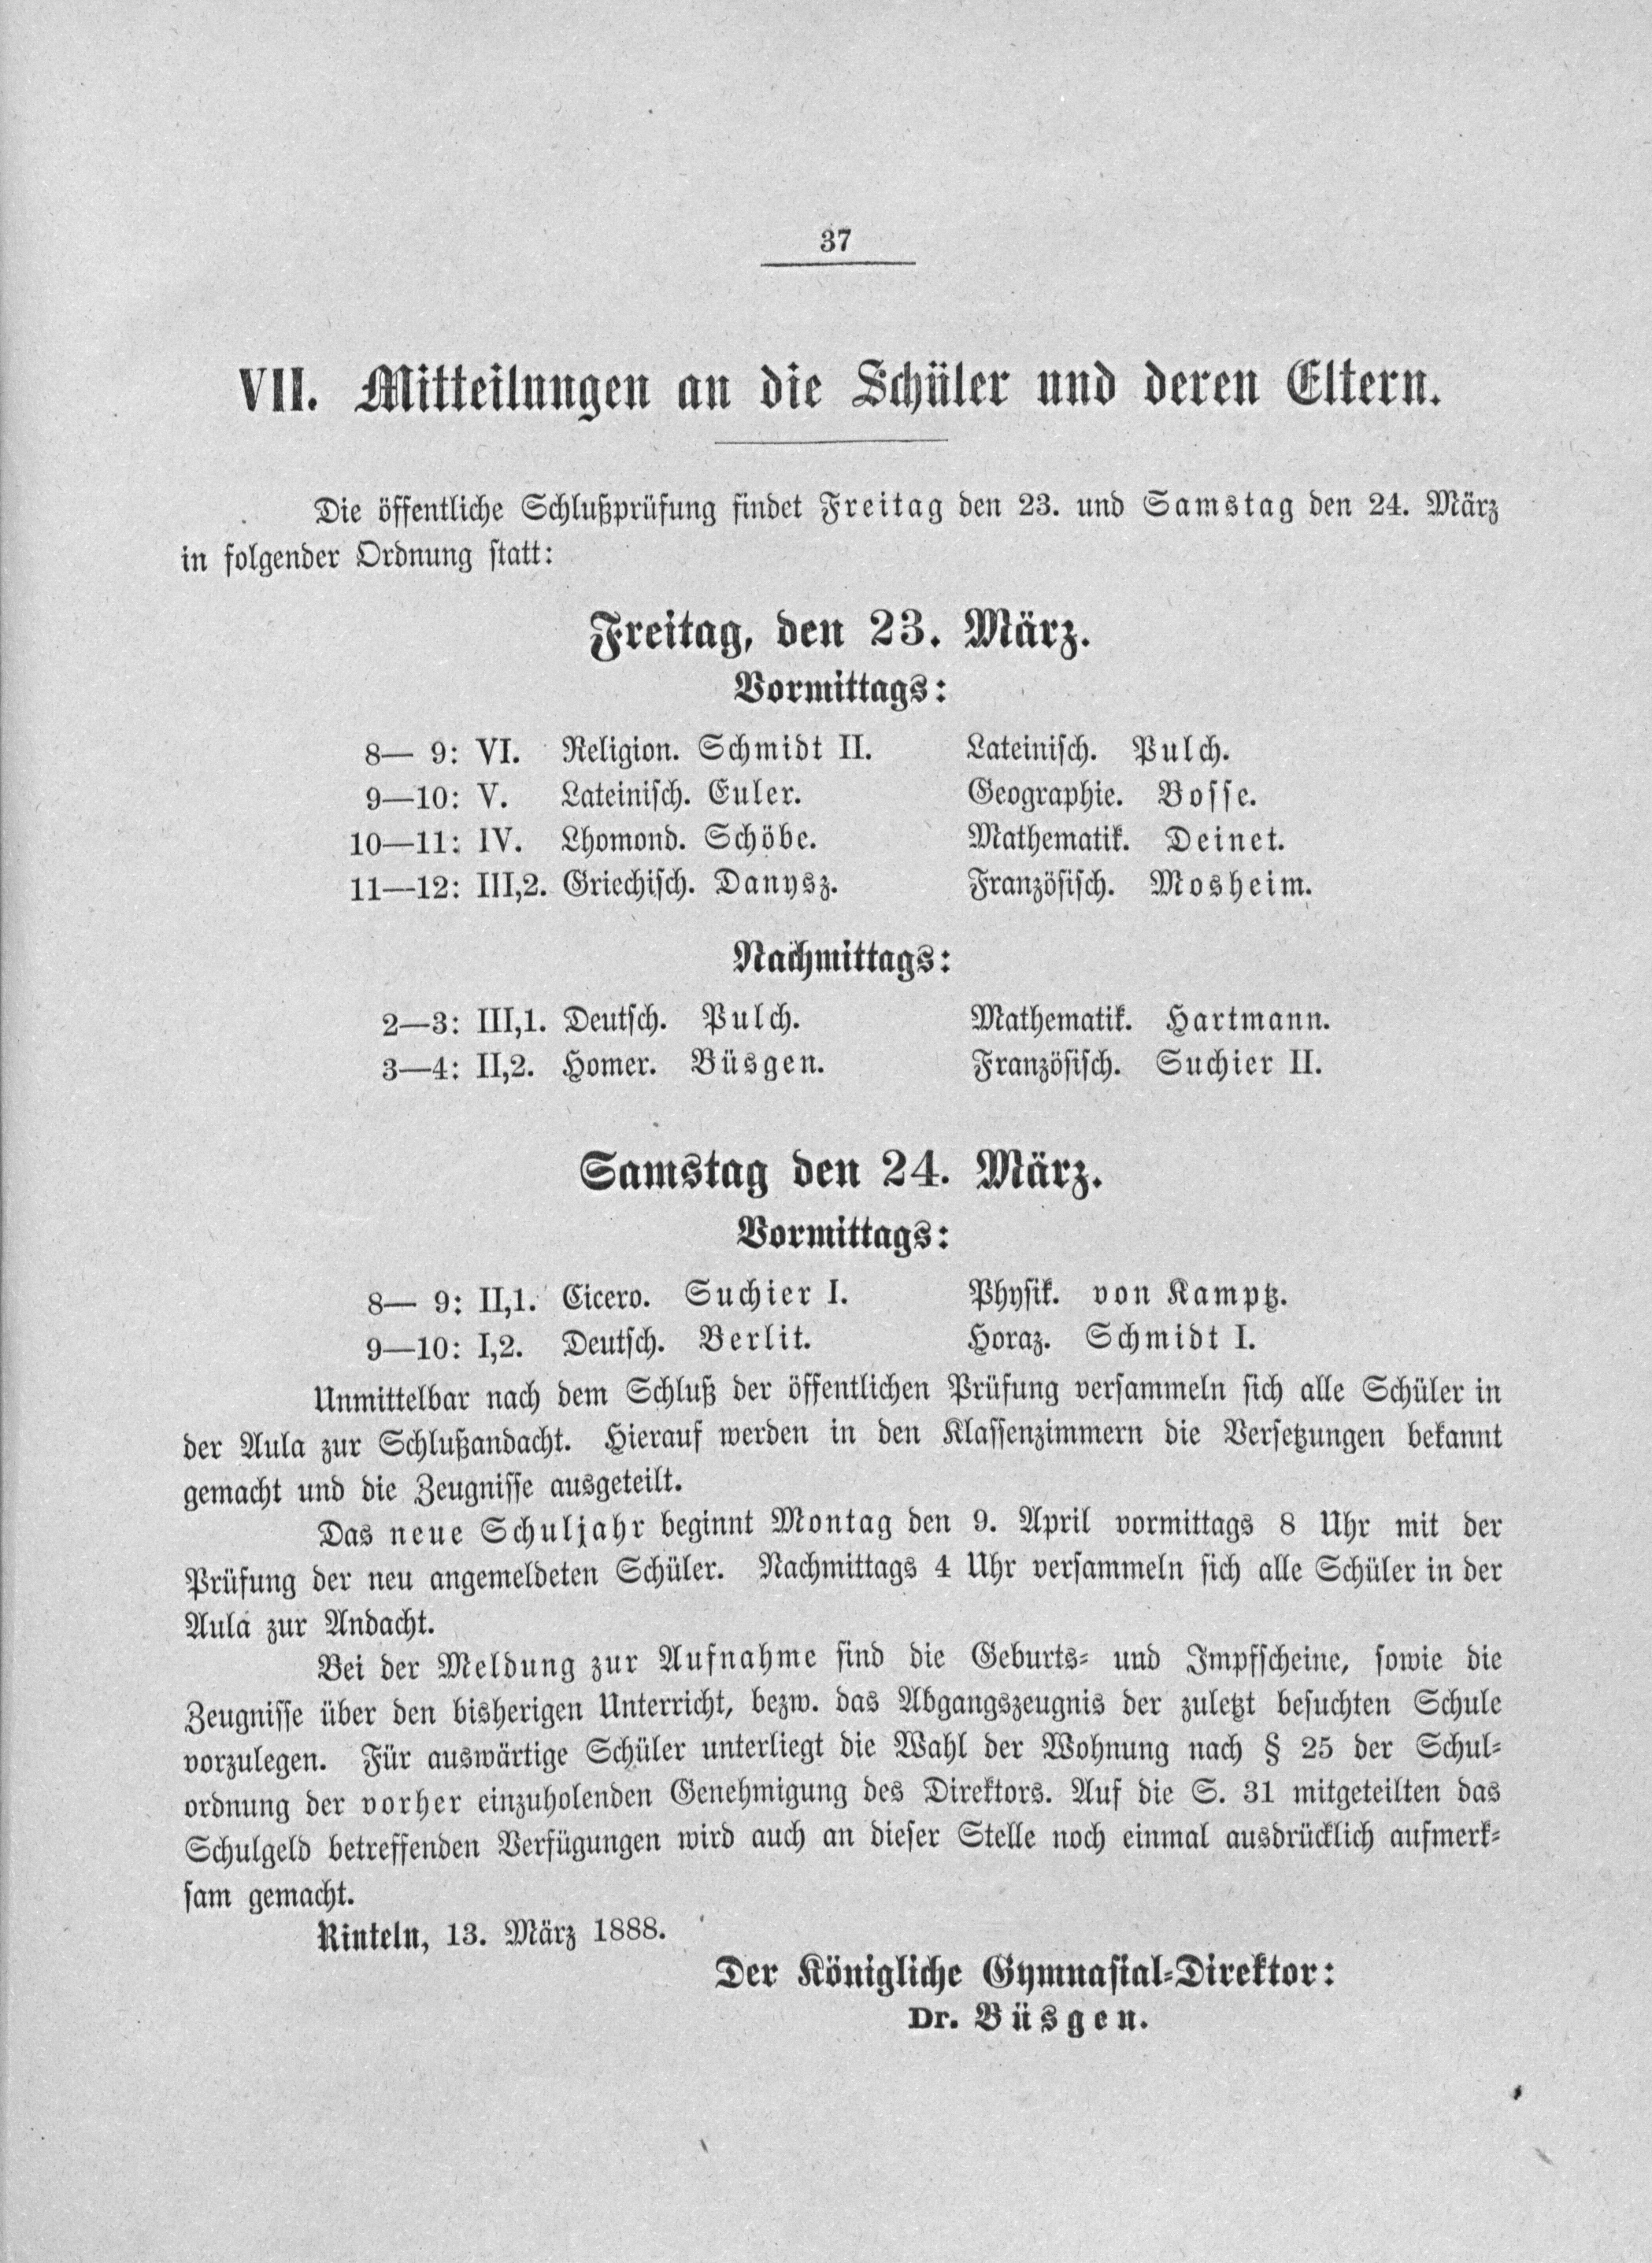 37
VII. Mitteilungen an die Schüler und deren Eltern.
Die öffentliche Schlußprüfung findet Freitag den 23. und Samstag den 24. März
in folgender Ordnung statt:
Freitag, den 23. März.
Vormittags:
8— 9: VI. Religion. Schmidt II. Lateinisch. Pulch.
9—10: V. Lateinisch. Euler. Geographie. Bosse.
10—11: IV. Lhomond. Schöbe. Mathematik. Deinet.
11—12: III,2. Griechisch. Danysz. Französisch. Mosheim.
Nachmittags:
2—3: III,1. Deutsch. Pulch. Mathematik. Hartmann.
3—4: II,2. Homer. Büsgen. Französisch. Suchier II.
Samstag den 24. März.
Vormittags:
8— 9: II,1. Cicero. Suchier I. Physik. von Kamptz.
9—10: I,2. Deutsch. Berlit. Horaz. Schmidt I.
Unmittelbar nach dem Schluß der öffentlichen Prüfung versammeln sich alle Schüler in
der Aula zur Schlußandacht. Hierauf werden in den Klassenzimmern die Versetzungen bekannt
gemacht und die Zeugnisse ausgeteilt.
Das neue Schuljahr beginnt Montag den 9. April vormittags 8 Uhr mit der
Prüfung der neu angemeldeten Schüler. Nachmittags 4 Uhr versammeln sich alle Schüler in der
Aula zur Andacht.
Bei der Meldung zur Aufnahme sind die Geburts- und Impfscheine, sowie die
Zeugnisse über den bisherigen Unterricht, bezw. das Abgangszeugnis der zuletzt besuchten Schule
vorzulegen. Für auswärtige Schüler unterliegt die Wahl der Wohnung nach § 25 der Schul-
ordnung der vorher einzuholenden Genehmigung des Direktors. Auf die S. 31 mitgeteilten das
Schulgeld betreffenden Verfügungen wird auch an dieser Stelle noch einmal ausdrücklich aufmerk-
sam gemacht.
Rinteln, 13. März 1888.
Der Königliche Gymnasial-Direktor:
Dr. Büsgen.